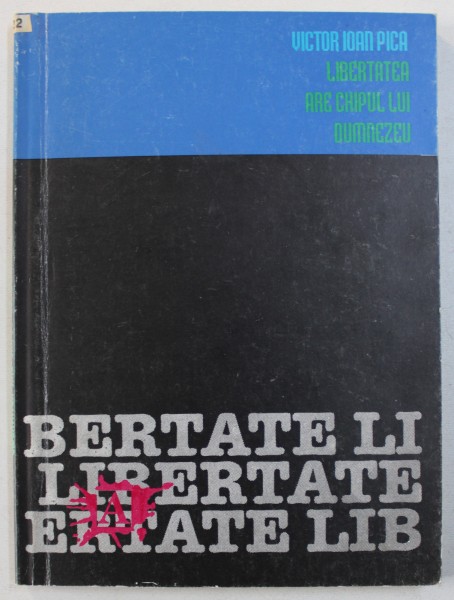 2
VICTOR IOAN PICA
LIBERTATEA
ARE CHIPUL LUI
DUMNEZEU
BERTATE LI
LIBERTATE
ERTATE LIB
A